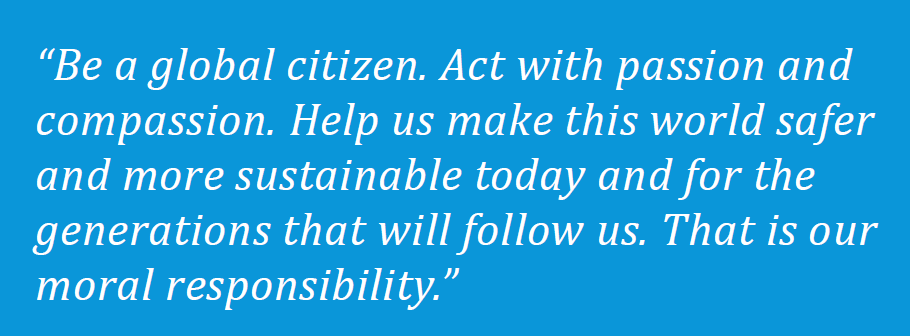 “Be a global citizen. Act with passion and
compassion. Help us make this world safer
and more sustainable today and for the
generations that will follow us. That is our
moral responsibility.”